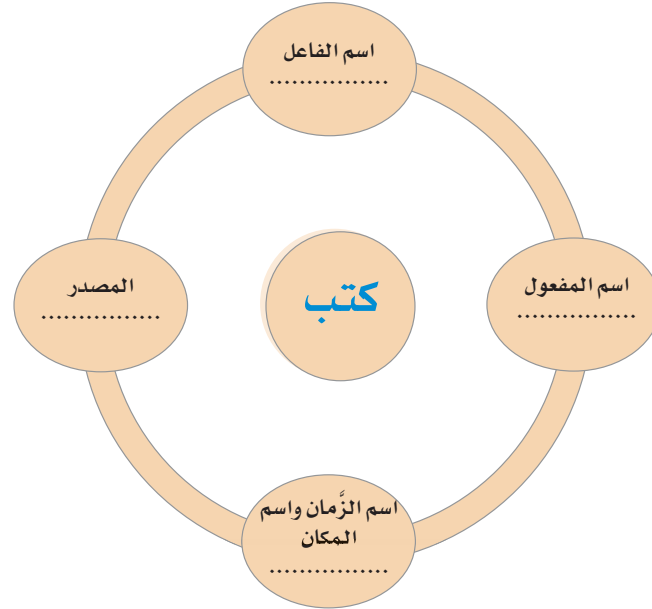 اسم الفاعل
................
اسم المفعول
................
كتب
المصدر
................
اسم الزَّمان واسم
المكان
................